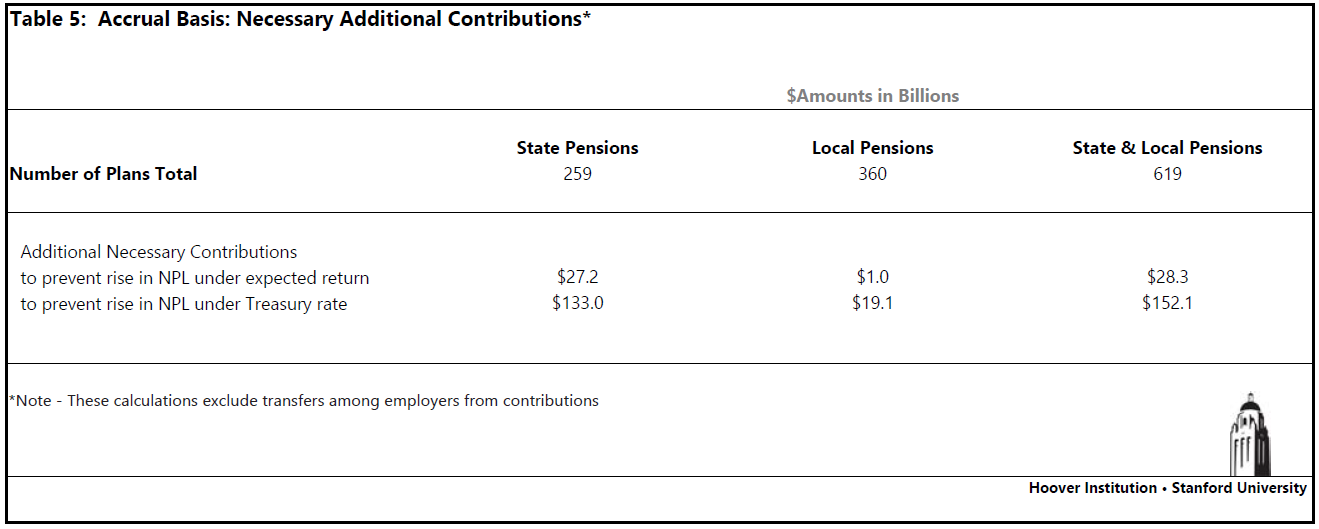 Table 5:  Accrual Basis: Necessary Additional Contributions*
$Amounts in Billions
State Pensions Local Pensions State & Local Pensions
Number of Plans Total 259 360 619
Additional Necessary Contributions
to prevent rise in NPL under expected return $27.2 $1.0 $28.3
to prevent rise in NPL under Treasury rate $133.0 $19.1 $152.1
*Note - These calculations exclude transfers among employers from contributions
Hoover Institution • Stanford University